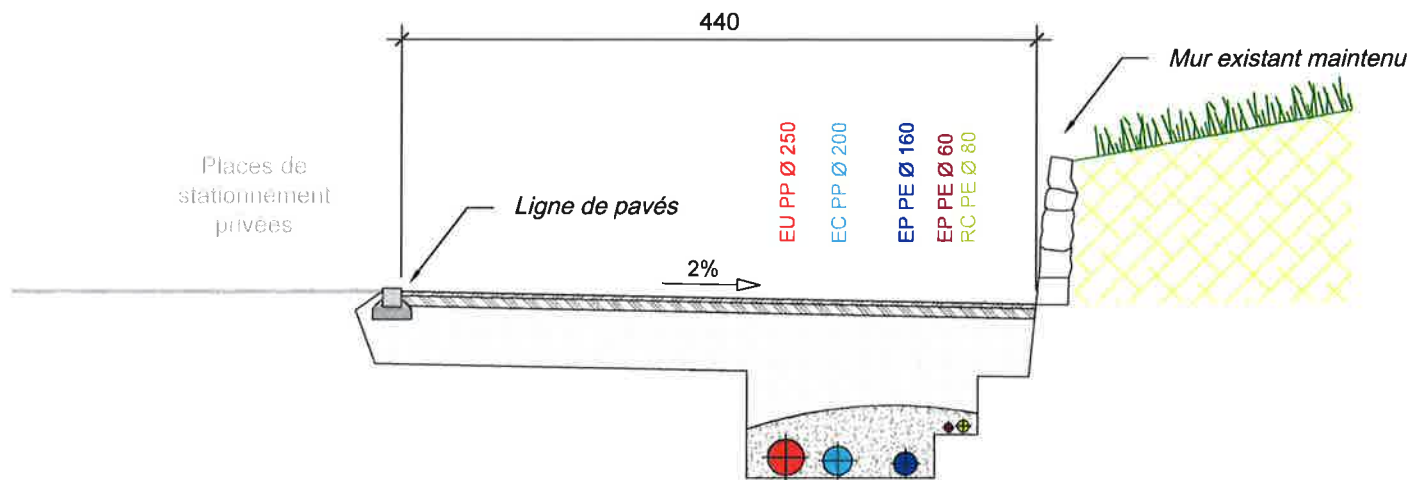 440
Mur existant maintenu
Places de
stationnement
privées
Ligne de pavés
EU PP Ø 250
EC PP Ø 200
EP PE Ø 160
EP PE Ø 60
RC PE Ø 80
2%